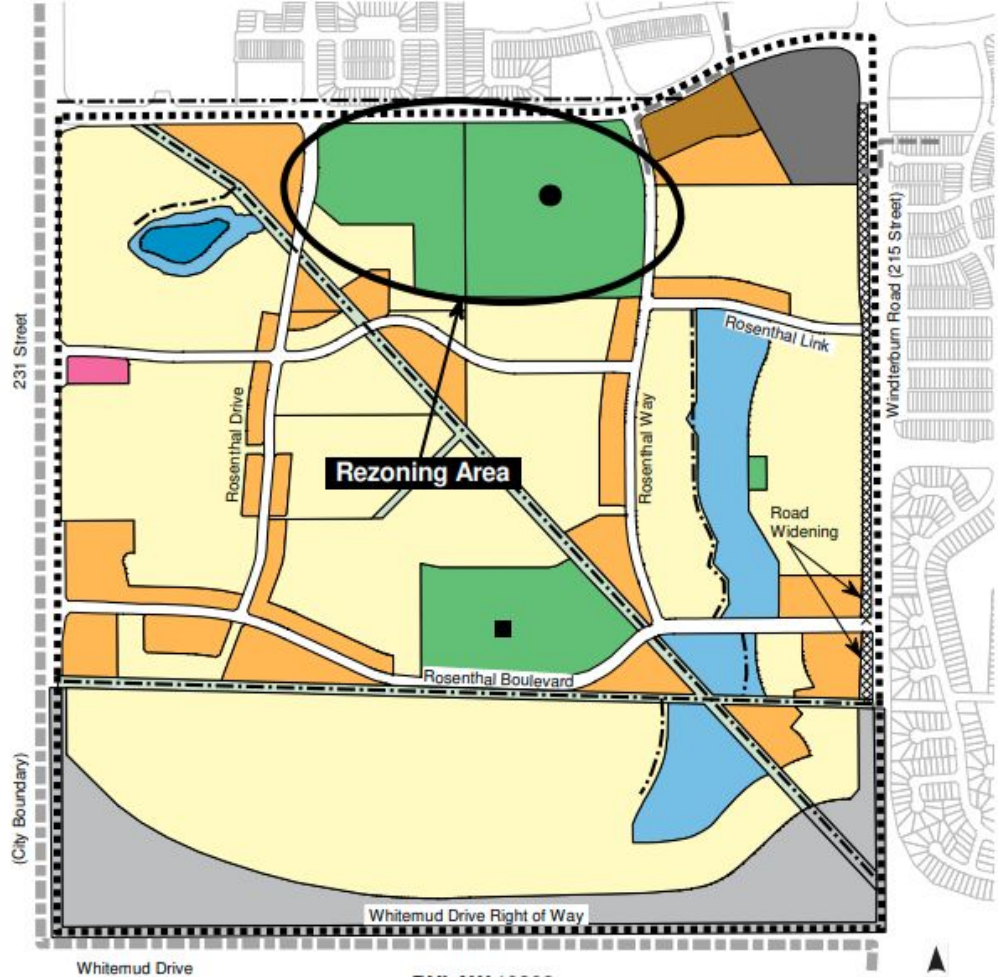 231 Street
(City Boundary)
Winterburn Road (215 Street)
Rosenthal Link
Rosenthal Drive
Rosenthal Way
Rezoning Area
Road
Widening
Rosenthal Boulevard
Whitemud Drive Right of Way
Whitemud Drive